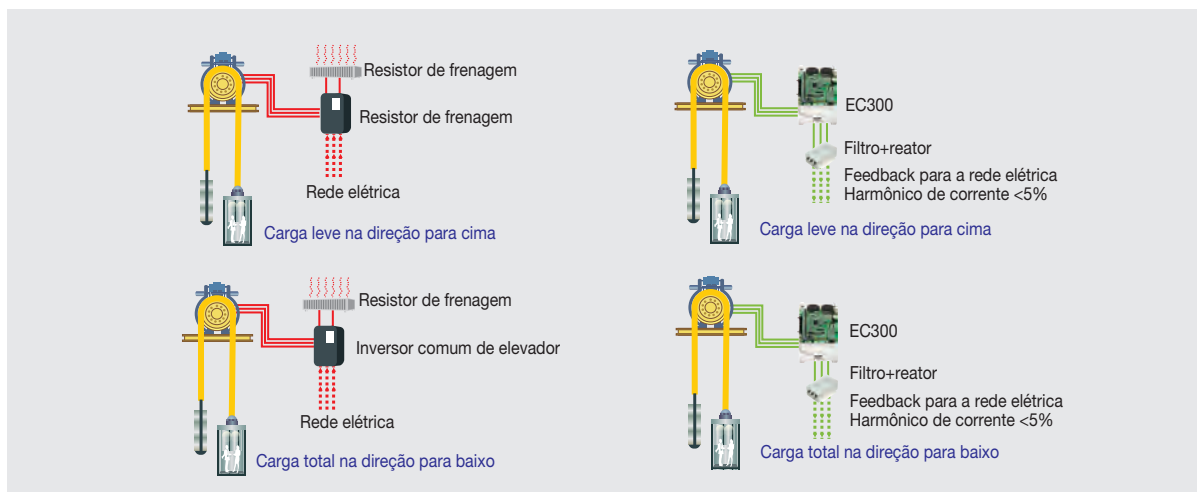 Resistor de frenagem
Resistor de frenagem
Rede elétrica
Carga leve na direção para cima
EC300
Filtro+reator
Feedback para a rede elétrica
Harmônico de corrente <5%
Carga leve na direção para cima
Resistor de frenagem
Inversor comum de elevador
Rede elétrica
Carga total na direção para baixo
EC300
Filtro+reator
Feedback para a rede elétrica
Harmônico de corrente <5%
Carga total na direção para baixo